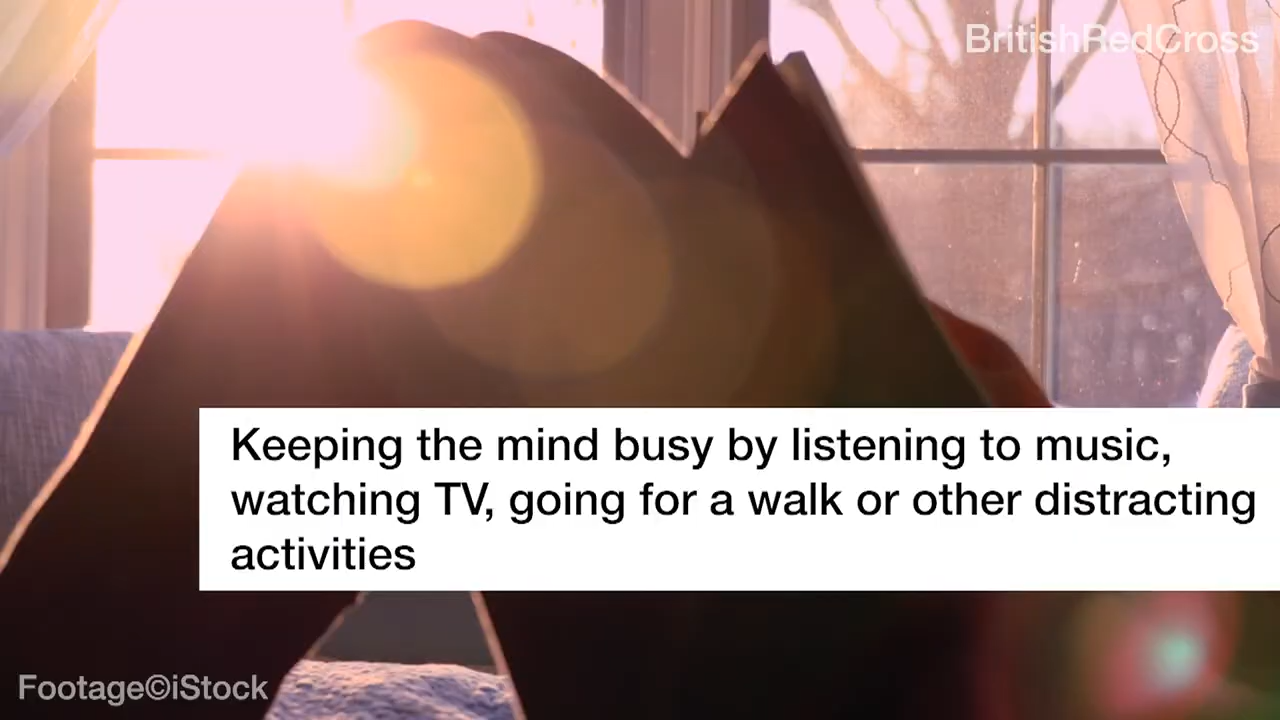 BritishRedCross
Keeping the mind busy by listening to music,
watching TV, going for a walk or other distracting
activities
Footage©iStock